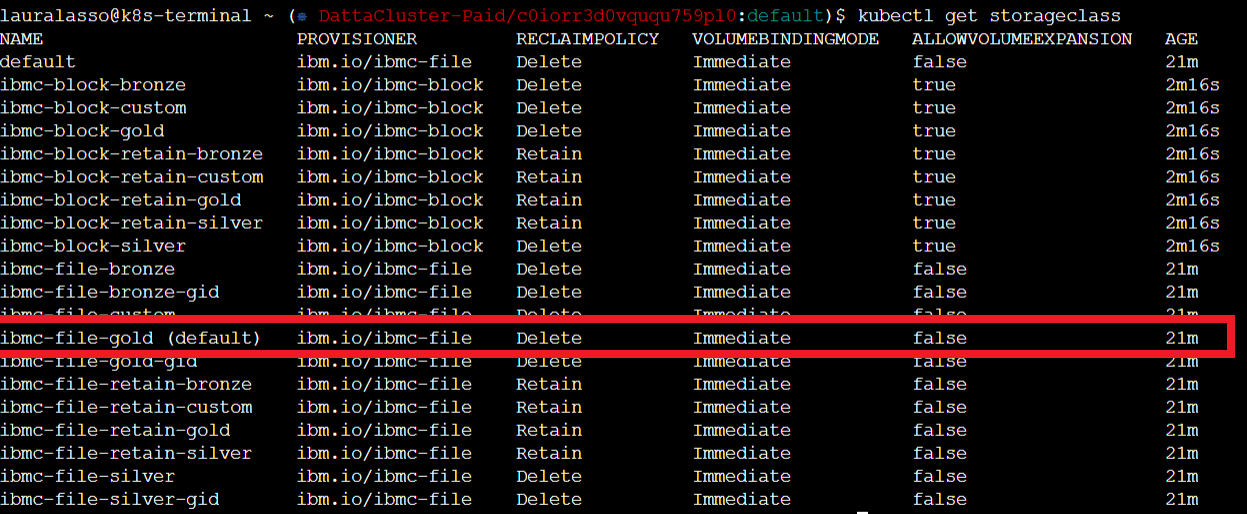 lauralasso@k8s-terminal ~ (⎈ DattaCluster-Paid/c0iorr3d0vququ759pl0:default)$ kubectl get storageclass
NAME PROVISIONER RECLAIMPOLICY VOLUMEBINDINGMODE ALLOWVOLUMEEXPANSION AGE
default ibm.io/ibmc-file Delete Immediate false 21m
ibmc-block-bronze ibm.io/ibmc-block Delete Immediate true 2m16s
ibmc-block-custom ibm.io/ibmc-block Delete Immediate true 2m16s
ibmc-block-gold ibm.io/ibmc-block Delete Immediate true 2m16s
ibmc-block-retain-bronze ibm.io/ibmc-block Retain Immediate true 2m16s
ibmc-block-retain-custom ibm.io/ibmc-block Retain Immediate true 2m16s
ibmc-block-retain-gold ibm.io/ibmc-block Retain Immediate true 2m16s
ibmc-block-retain-silver ibm.io/ibmc-block Retain Immediate true 2m16s
ibmc-block-silver ibm.io/ibmc-block Delete Immediate true 2m16s
ibmc-file-bronze ibm.io/ibmc-file Delete Immediate false 21m
ibmc-file-bronze-gid ibm.io/ibmc-file Delete Immediate false 21m
ibmc-file-custom ibm.io/ibmc-file Delete Immediate false 21m
ibmc-file-gold (default) ibm.io/ibmc-file Delete Immediate false 21m
ibmc-file-gold-gid ibm.io/ibmc-file Delete Immediate false 21m
ibmc-file-retain-bronze ibm.io/ibmc-file Retain Immediate false 21m
ibmc-file-retain-custom ibm.io/ibmc-file Retain Immediate false 21m
ibmc-file-retain-gold ibm.io/ibmc-file Retain Immediate false 21m
ibmc-file-retain-silver ibm.io/ibmc-file Retain Immediate false 21m
ibmc-file-silver ibm.io/ibmc-file Delete Immediate false 21m
ibmc-file-silver-gid ibm.io/ibmc-file Delete Immediate false 21m